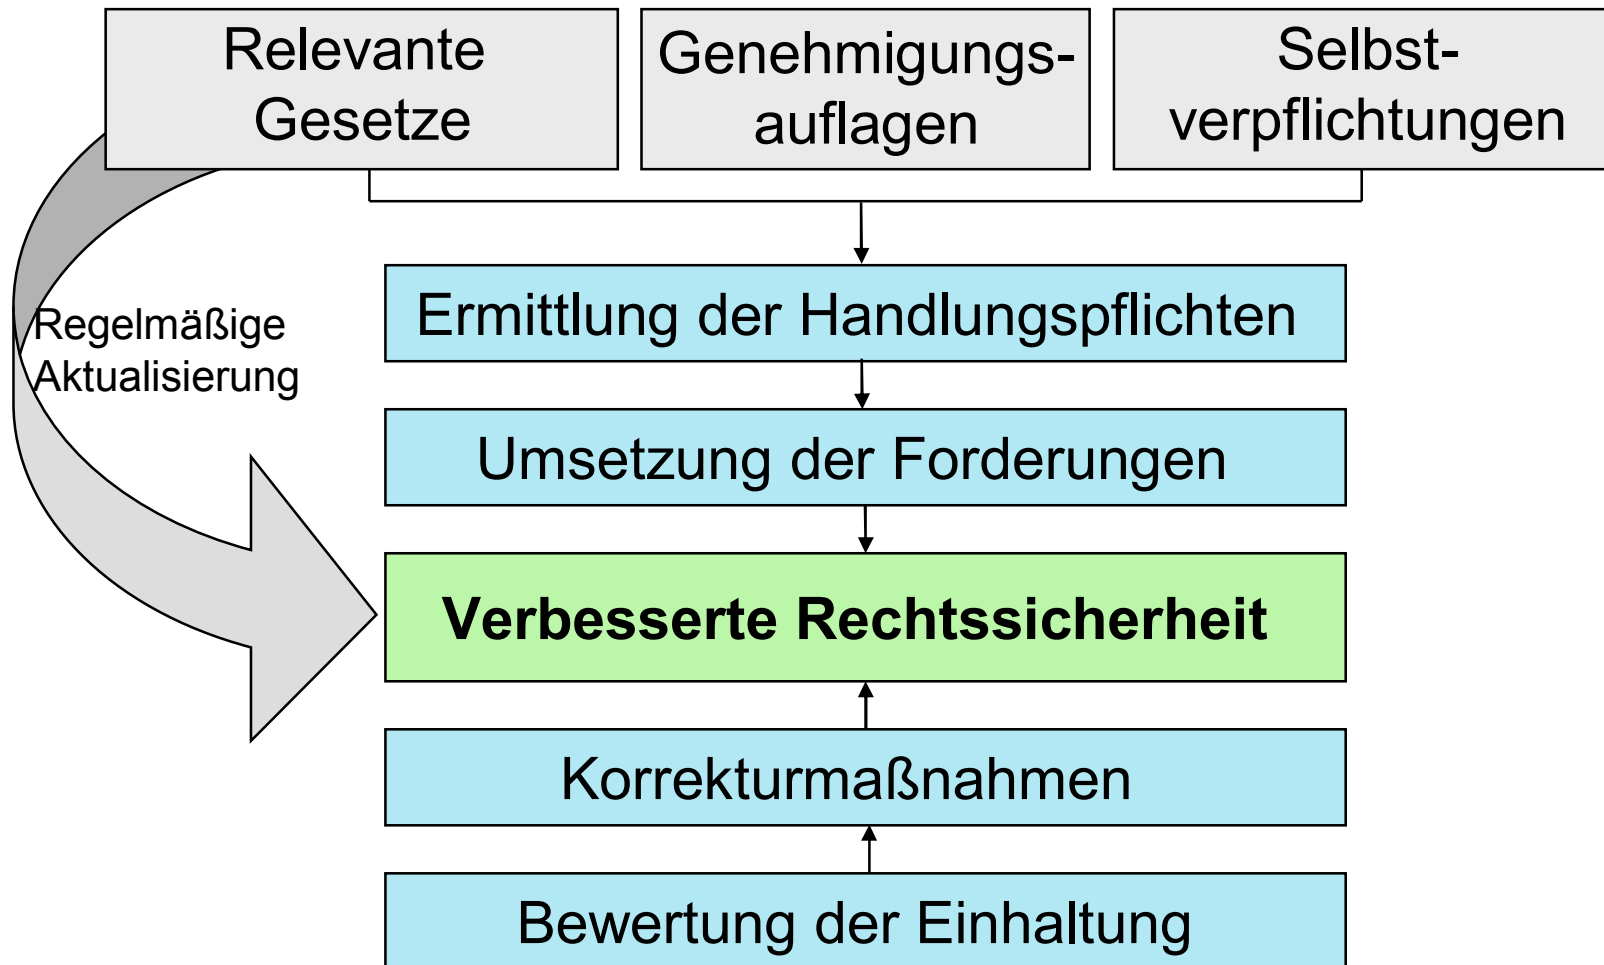 Relevante
Gesetze
Genehmigungs-
auflagen
Selbst-
verpflichtungen
Ermittlung der Handlungspflichten
Regelmäßige
Aktualisierung
Umsetzung der Forderungen
Verbesserte Rechtssicherheit
Korrekturmaßnahmen
Bewertung der Einhaltung